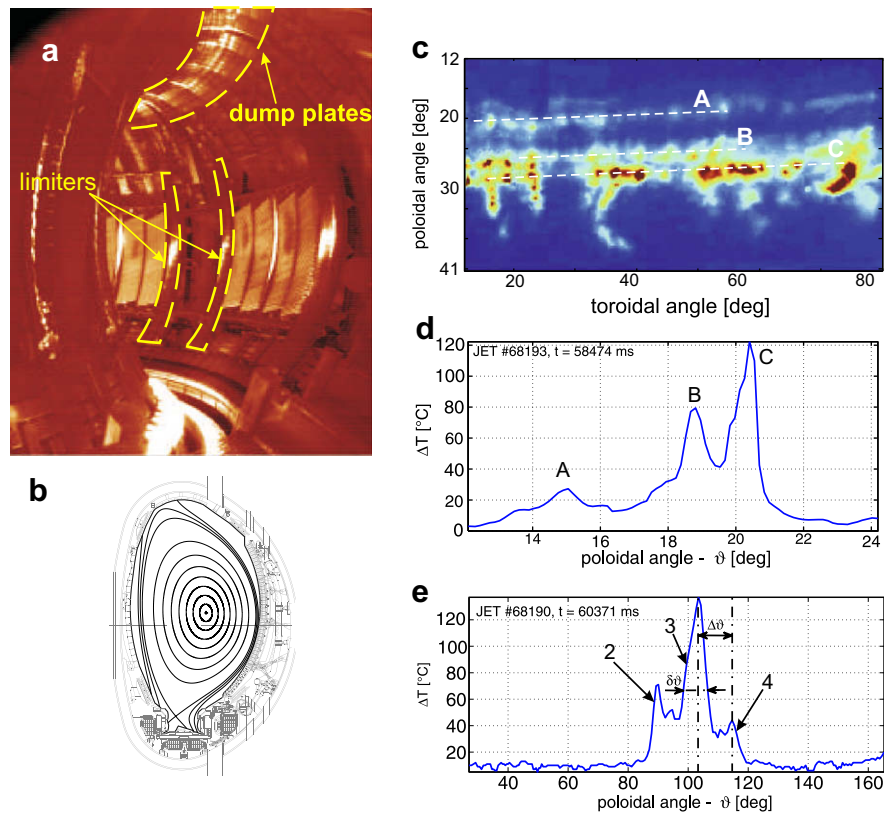 a
dump plates
limiters
b
c
12
20
30
41
poloidal angle [deg]
A
B
C
20
40
60
80
toroidal angle [deg]
d
JET #68193, t = 58474 ms
120
100
80
60
40
20
0
ΔT [°C]
A
B
C
14
16
18
20
22
24
poloidal angle - ϑ [deg]
e
JET #68190, t = 60371 ms
120
100
80
60
40
20
ΔT [°C]
2
3
4
Δϑ
δϑ
40
60
80
100
120
140
160
poloidal angle - ϑ [deg]